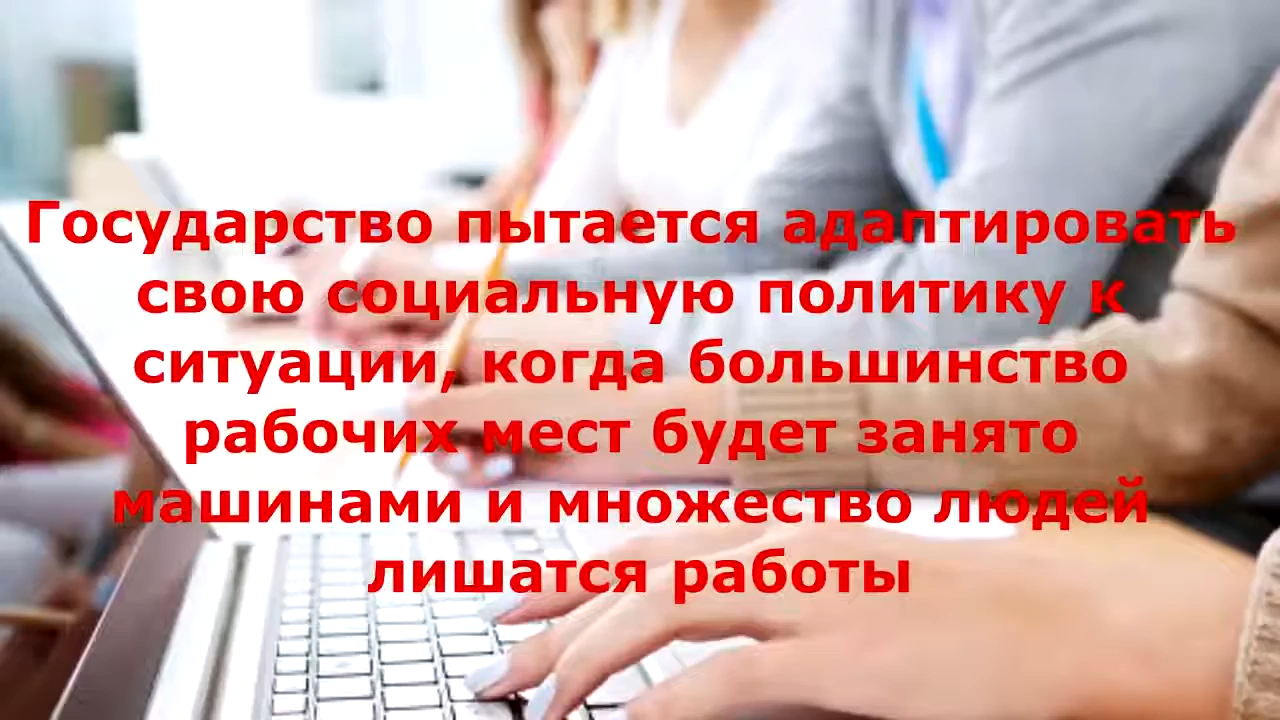 Государство пытается адаптировать
свою социальную политику к
ситуации, когда большинство
рабочих мест будет занято
машинами и множество людей
лишатся работы